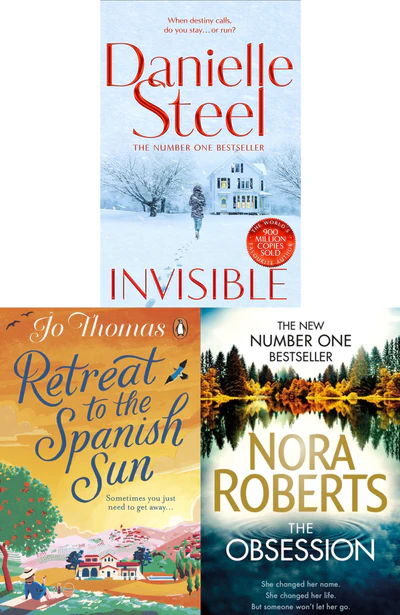 When destiny calls,
do you stay...or run?
Danielle
Steel
THE NUMBER ONE BESTSELLER
THE WORLD'S
900
MILLION
COPIES
SOLD
FAVOURITE AUTHOR
INVISIBLE
Jo Thomas
Retreat
to the
Spanish
Sun
Sometimes you just
need to get away...
THE NEW
NUMBER ONE
BESTSELLER
NORA
ROBERTS
THE
OBSESSION
She changed her name.
She changed her life.
But someone won't let her go.